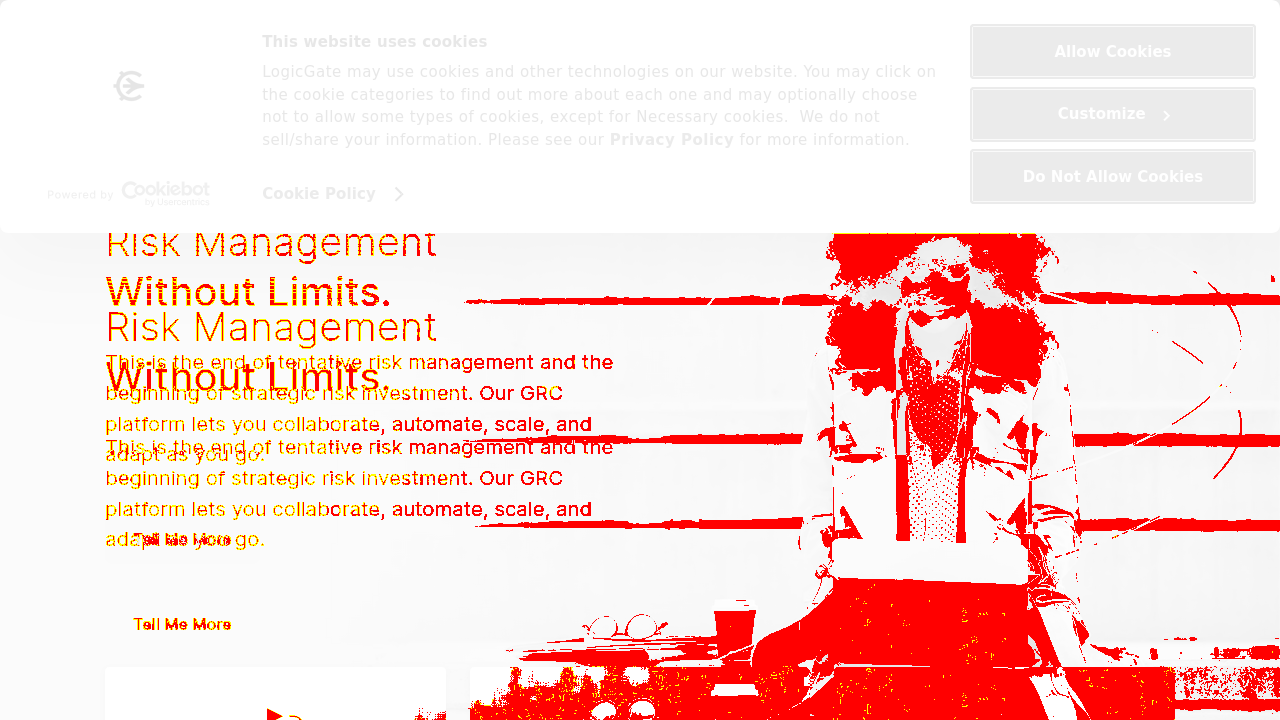 This website uses cookies
LogicGate may use cookies and other technologies on our website. You may click on
the cookie categories to find out more about each one and may optionally choose
not to allow some types of cookies, except for Necessary cookies.  We do not
sell/share your information. Please see our Privacy Policy for more information.
Cookie Policy
Powered by Cookiebot
by Usercentrics
Allow Cookies
Customize
Do Not Allow Cookies
Risk Management
Without Limits.
Risk Management
This is the end of tentative risk management and the
Without Limits.
beginning of strategic risk investment. Our GRC
platform lets you collaborate, automate, scale, and
adapt as you go.
This is the end of tentative risk management and the
beginning of strategic risk investment. Our GRC
platform lets you collaborate, automate, scale, and
adapt as you go.
Tell Me More
Tell Me More